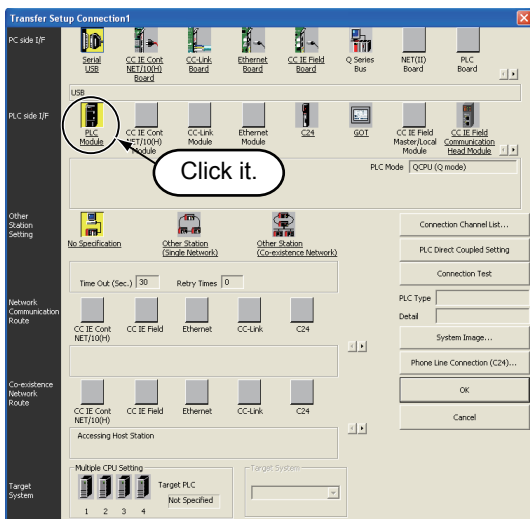 Transfer Setup Connection1
PC side I/F
Serial
USB
CC IE Cont
NET/10(H)
Board
CC-Link
Board
Ethernet
Board
CC IE Field
Board
Q Series
Bus
NET(II)
Board
PLC
Board
USB
PLC side I/F
PLC
Module
CC IE Cont
NET/10(H)
Module
CC-Link
Module
Ethernet
Module
C24
GOT
CC IE Field
Master/Local
Module
CC IE Field
Communication
Head Module
Click it.
PLC Mode QCPU (Q mode)
Other
Station
Setting
No Specification
Other Station
(Single Network)
Other Station
(Co-existence Network)
Time Out (Sec.) 30 Retry Times 0
Connection Channel List...
PLC Direct Coupled Setting
Connection Test
PLC Type
Detail
System Image...
Phone Line Connection (C24)...
OK
Cancel
Network
Communication
Route
CC IE Cont
NET/10(H)
CC IE Field
Ethernet
CC-Link
C24
Co-existence
Network
Route
CC IE Cont
NET/10(H)
CC IE Field
Ethernet
CC-Link
C24
Accessing Host Station
Target
System
Multiple CPU Setting
1 2 3 4
Target PLC
Not Specified
Target System